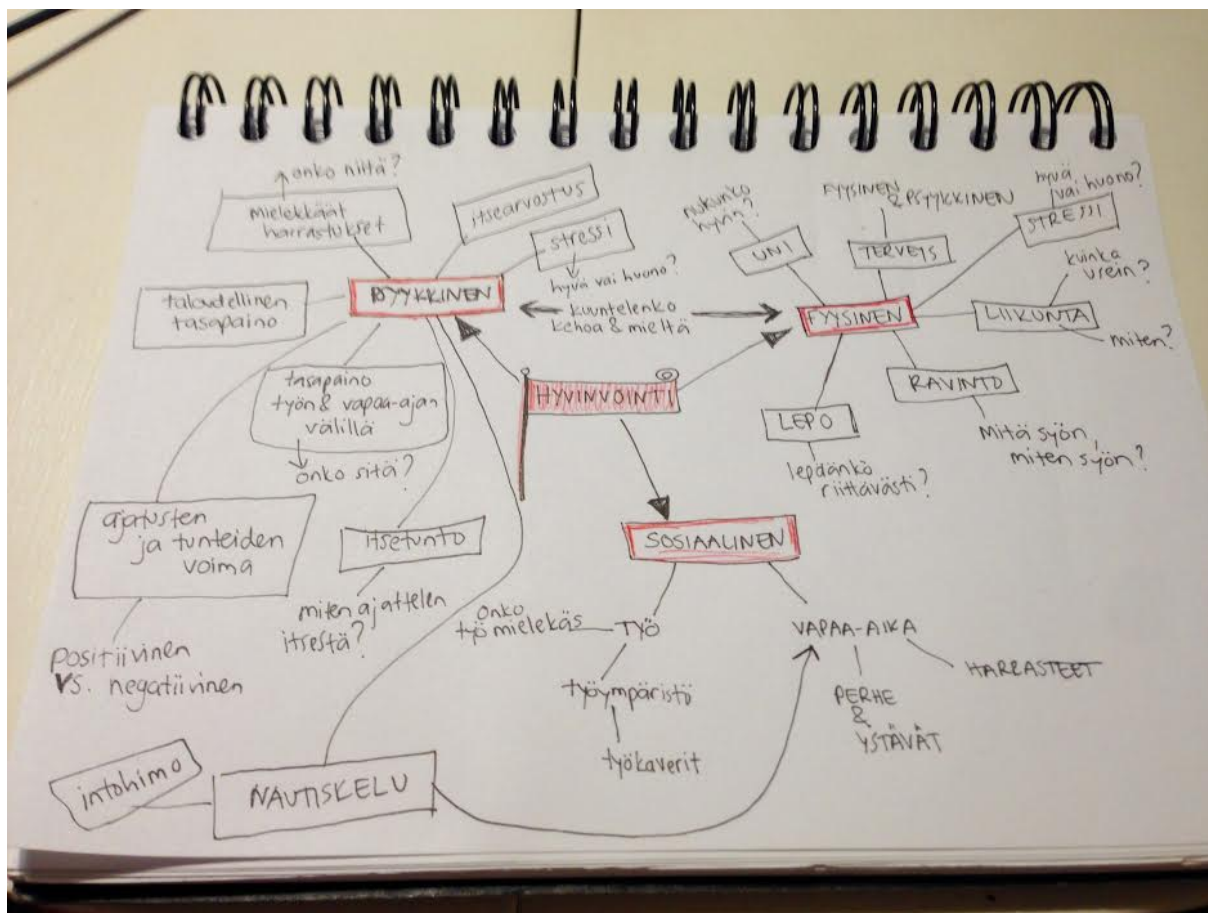 onko niitä?
mielekkäät
harrastukset
itsearvostus
stressi
hyvä vai huono?
PSYYKKINEN
taloudellinen
tasapaino
tasapaino
työn & vapaa-ajan
välillä
onko sitä?
ajatusten
ja tunteiden
voima
positiivinen
vs. negatiivinen
itsetunto
miten ajattelen
itsestä?
intohimo
NAUTISKELU
kuuntelenko
kehoa & mieltä
HYVINVOINTI
nukunko
hyvin?
UNI
FYYSINEN
& PSYYKKINEN
TERVEYS
hyvä
vai huono?
STRESSI
FYYSINEN
kuinka
usein?
LIIKUNTA
miten?
RAVINTO
Mitä syön,
miten syön?
LEPO
lepäänkö
riittävästi?
SOSIAALINEN
onko
työ mielekäs
TYÖ
työympäristö
työkaverit
VAPAA-AIKA
HARRASTEET
PERHE
&
YSTÄVÄT